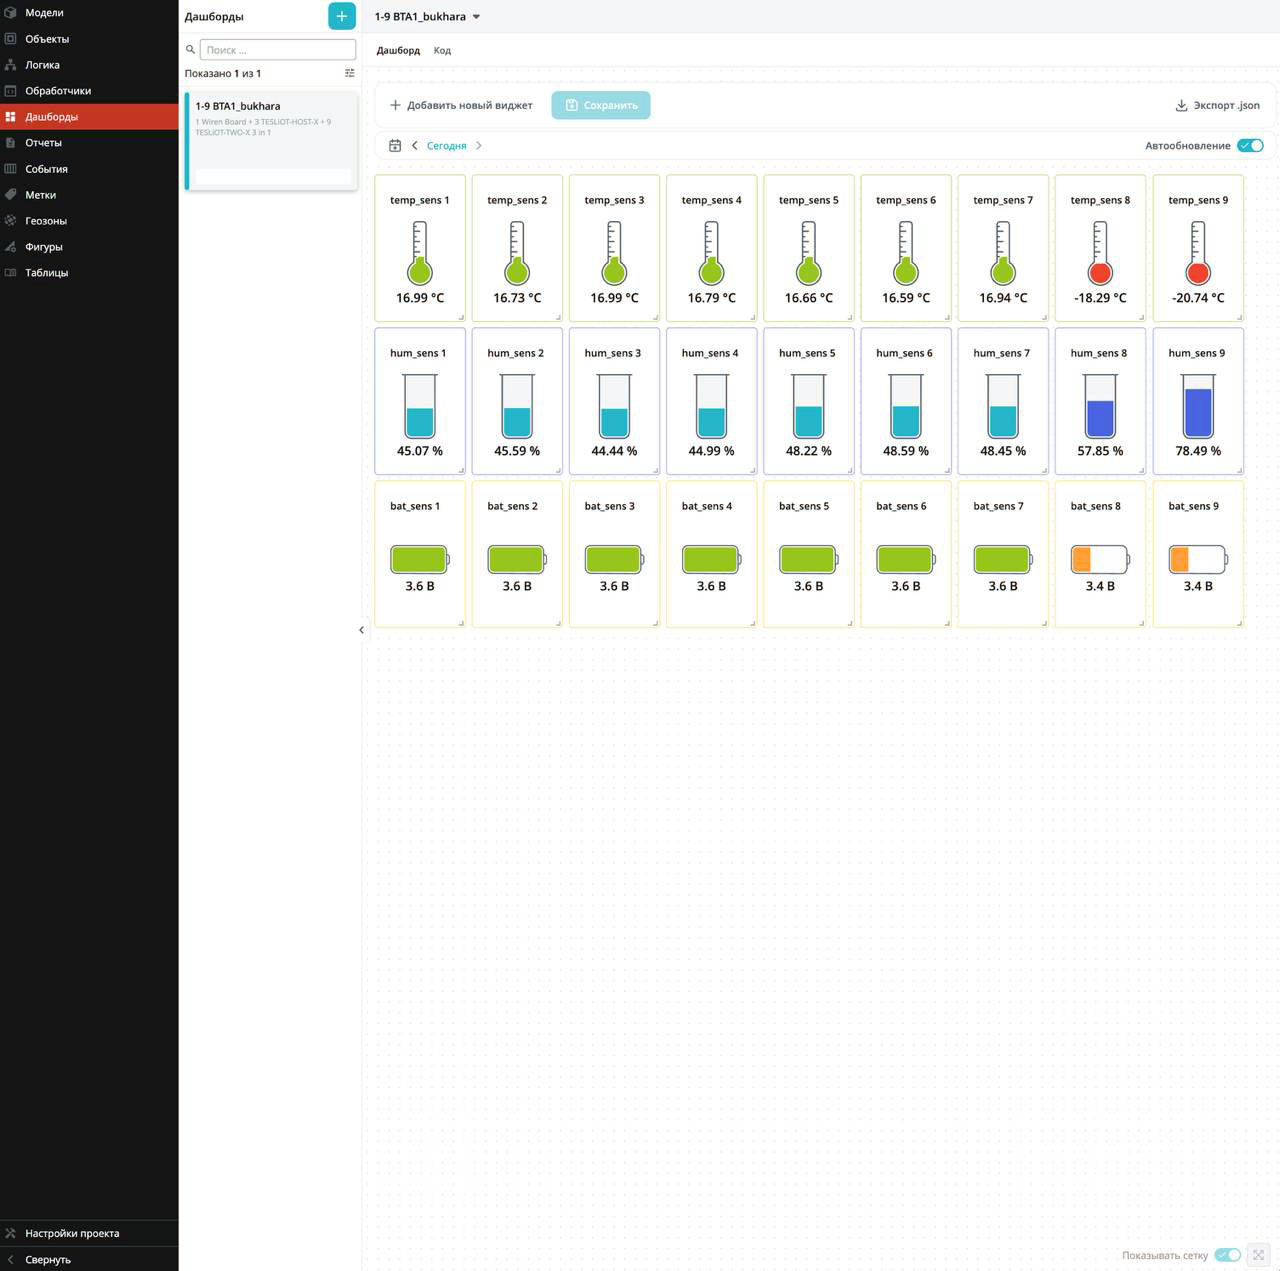 Модели
Объекты
Логика
Обработчики
Дашборды
Отчеты
События
Метки
Геозоны
Фигуры
Таблицы
Настройки проекта
Свернуть
Дашборды
Поиск ...
Показано 1 из 1
1-9 BTA1_bukhara
1 Wiren Board + 3 TESLiOT-HOST-X + 9
TESLiOT-TWO-X 3 in 1
1-9 BTA1_bukhara
Дашборд Код
Добавить новый виджет Сохранить Экспорт .json
Сегодня Автообновление
temp_sens 1 temp_sens 2 temp_sens 3 temp_sens 4 temp_sens 5 temp_sens 6 temp_sens 7 temp_sens 8 temp_sens 9
16.99 °C 16.73 °C 16.99 °C 16.79 °C 16.66 °C 16.59 °C 16.94 °C -18.29 °C -20.74 °C
hum_sens 1 hum_sens 2 hum_sens 3 hum_sens 4 hum_sens 5 hum_sens 6 hum_sens 7 hum_sens 8 hum_sens 9
45.07 % 45.59 % 44.44 % 44.99 % 48.22 % 48.59 % 48.45 % 57.85 % 78.49 %
bat_sens 1 bat_sens 2 bat_sens 3 bat_sens 4 bat_sens 5 bat_sens 6 bat_sens 7 bat_sens 8 bat_sens 9
3.6 В 3.6 В 3.6 В 3.6 В 3.6 В 3.6 В 3.6 В 3.4 В 3.4 В
Показывать сетку